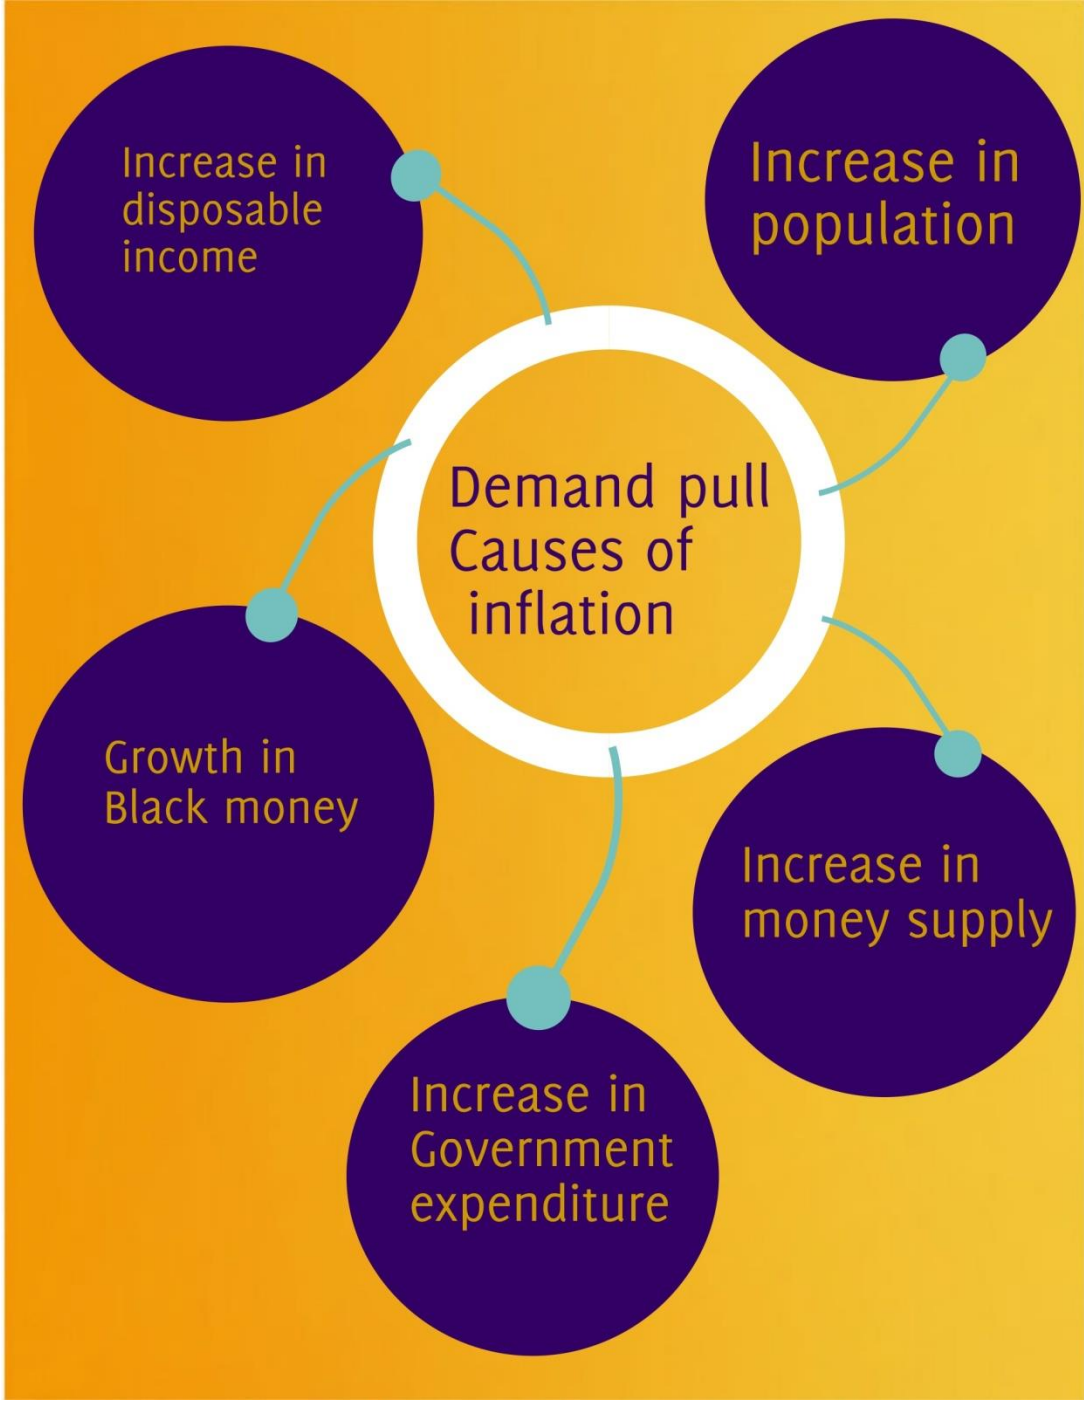 Increase in
disposable
income
Increase in
population
Demand pull
Causes of
inflation
Growth in
Black money
Increase in
money supply
Increase in
Government
expenditure